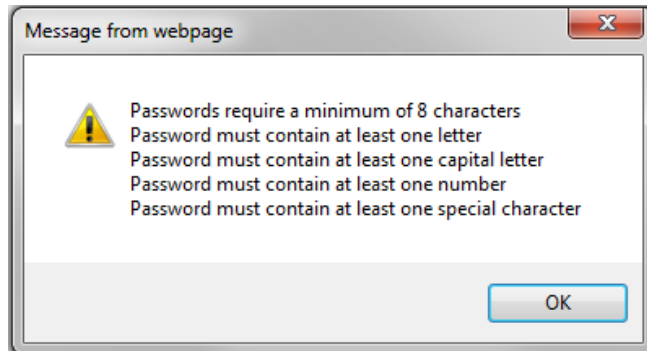 Message from webpage
Passwords require a minimum of 8 characters
Password must contain at least one letter
Password must contain at least one capital letter
Password must contain at least one number
Password must contain at least one special character
OK